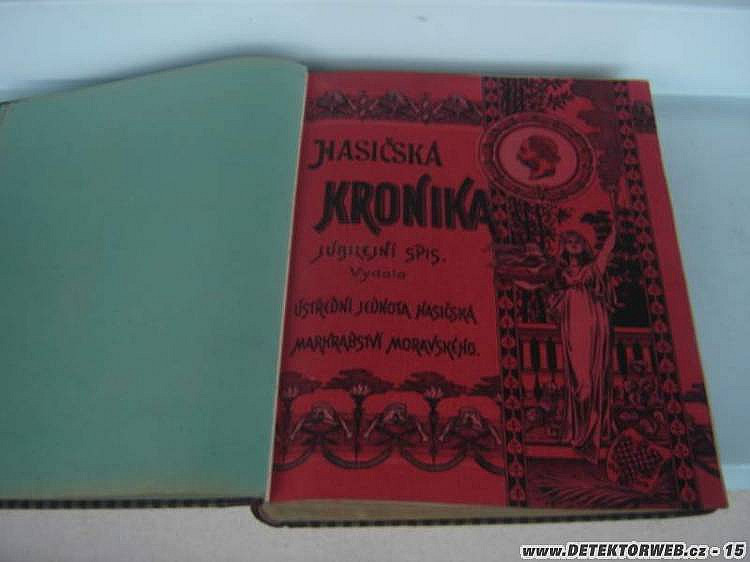 HASIČSKÁ
KRONIKA
JUBILEJNÍ SPIS.
Vydala
ÚSTŘEDNÍ JEDNOTA HASIČSKÁ
MARKRABSTVÍ MORAVSKÉHO.
www.DETEKTORWEB.cz - 15